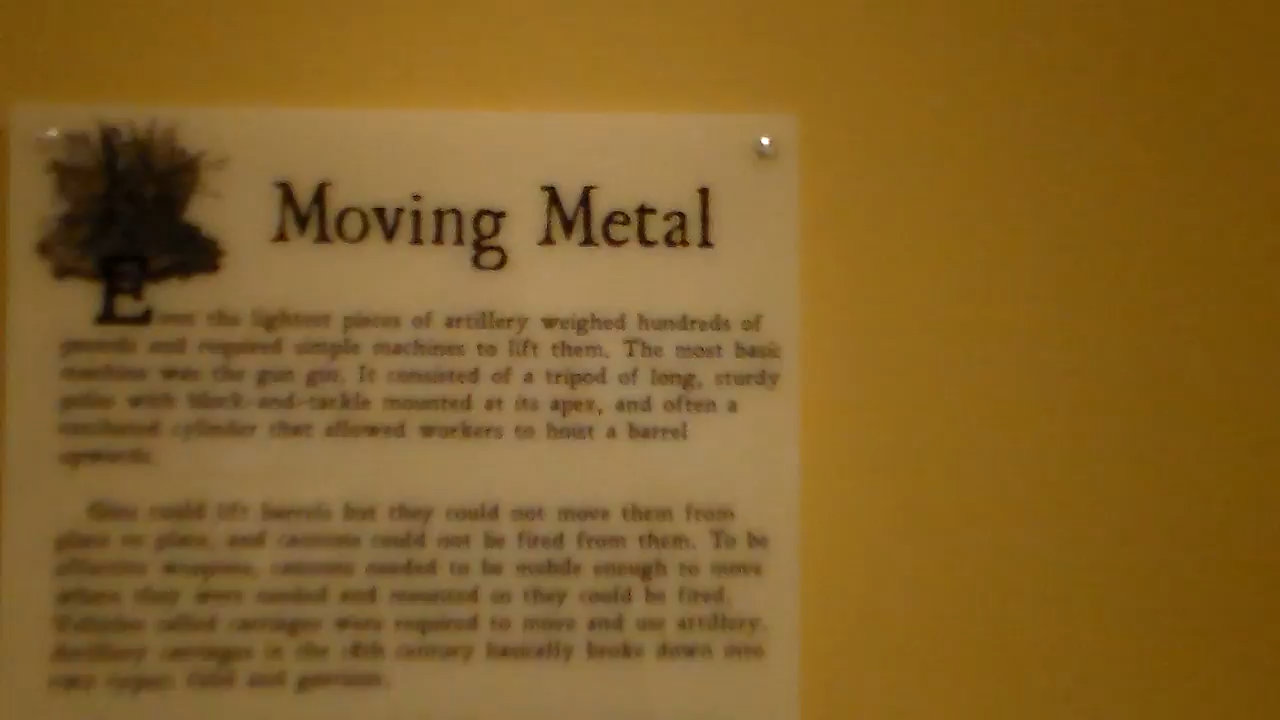 Moving Metal
Even the lightest pieces of artillery weighed hundreds of
pounds and required simple machines to lift them. The most basic
machine was the gun gin. It consisted of a tripod of long, sturdy
poles with block-and-tackle mounted at its apex, and often a
cylinder that allowed workers to hoist a barrel
upwards.
Gins could lift barrels but they could not move them from
place to place, and cannons could not be fired from them. To be
effective weapons, cannons needed to be mobile enough to move
where they were needed and mounted so they could be fired.
Vehicles called carriages were required to move and use artillery.
Artillery carriages in the 18th century basically broke down into
two types: field and garrison.